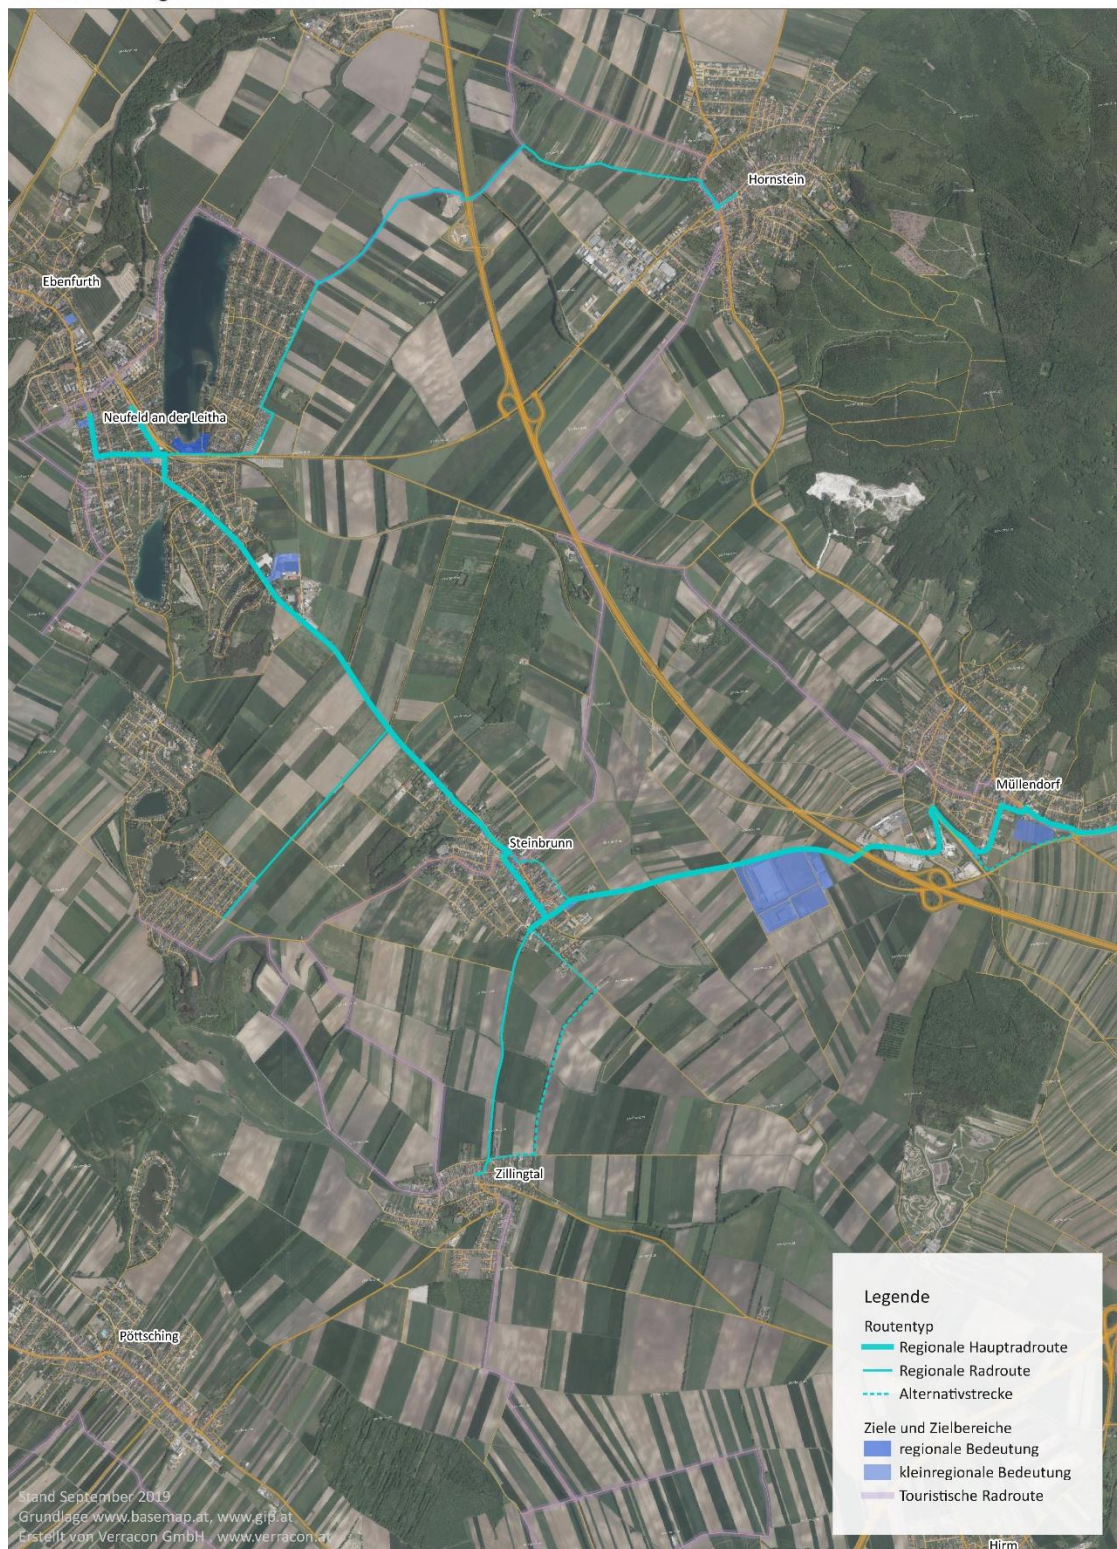 Hornstein
Ebenfurth
Neufeld an der Leitha
Müllendorf
Steinbrunn
Zillingtal
Pöttsching
Legende
Routentyp
Regionale Hauptradroute
Regionale Radroute
Alternativstrecke
Ziele und Zielbereiche
regionale Bedeutung
kleinregionale Bedeutung
Touristische Radroute
Stand September 2019
Grundlage www.basemap.at, www.gip.at
Erstellt von Verracon GmbH , www.verracon.at
Hirm